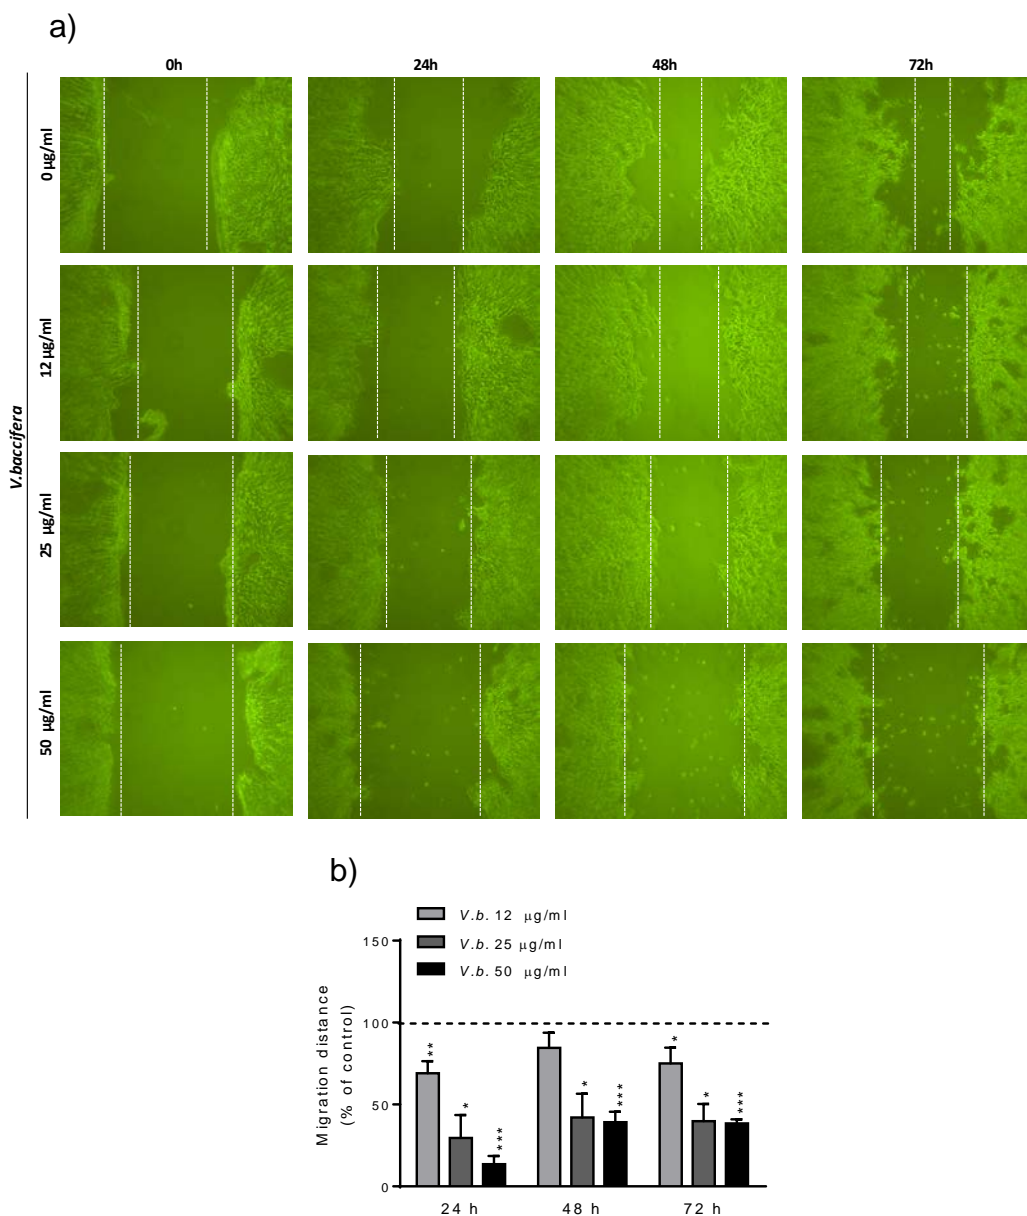 a)
0h 24h 48h 72h
V.baccifera
0 µg/ml
12 µg/ml
25 µg/ml
50 µg/ml
b)
V.b. 12 µg/ml
V.b. 25 µg/ml
V.b. 50 µg/ml
Migration distance
(% of control)
150
100
50
0
** * ***
* ***
* * ***
24 h 48 h 72 h